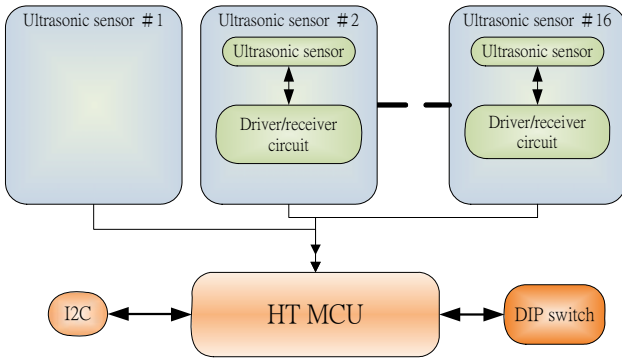 Ultrasonic sensor #1
Ultrasonic sensor #2
Ultrasonic sensor #16
Ultrasonic sensor
Ultrasonic sensor
Driver/receiver
circuit
Driver/receiver
circuit
I2C
HT MCU
DIP switch